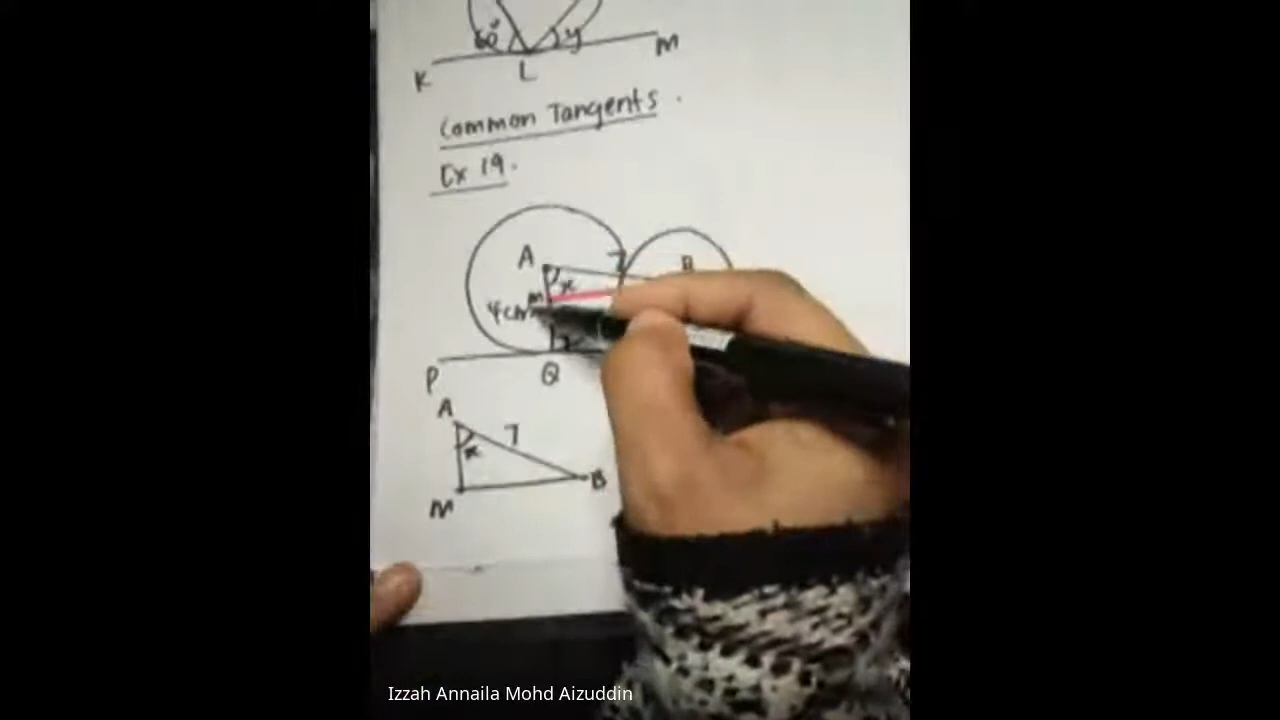 60° y
K L M
Common Tangents.
Ex 19.
A 7 B
x
M
4cm
P Q
A
7
x
B
M
Izzah Annaila Mohd Aizuddin